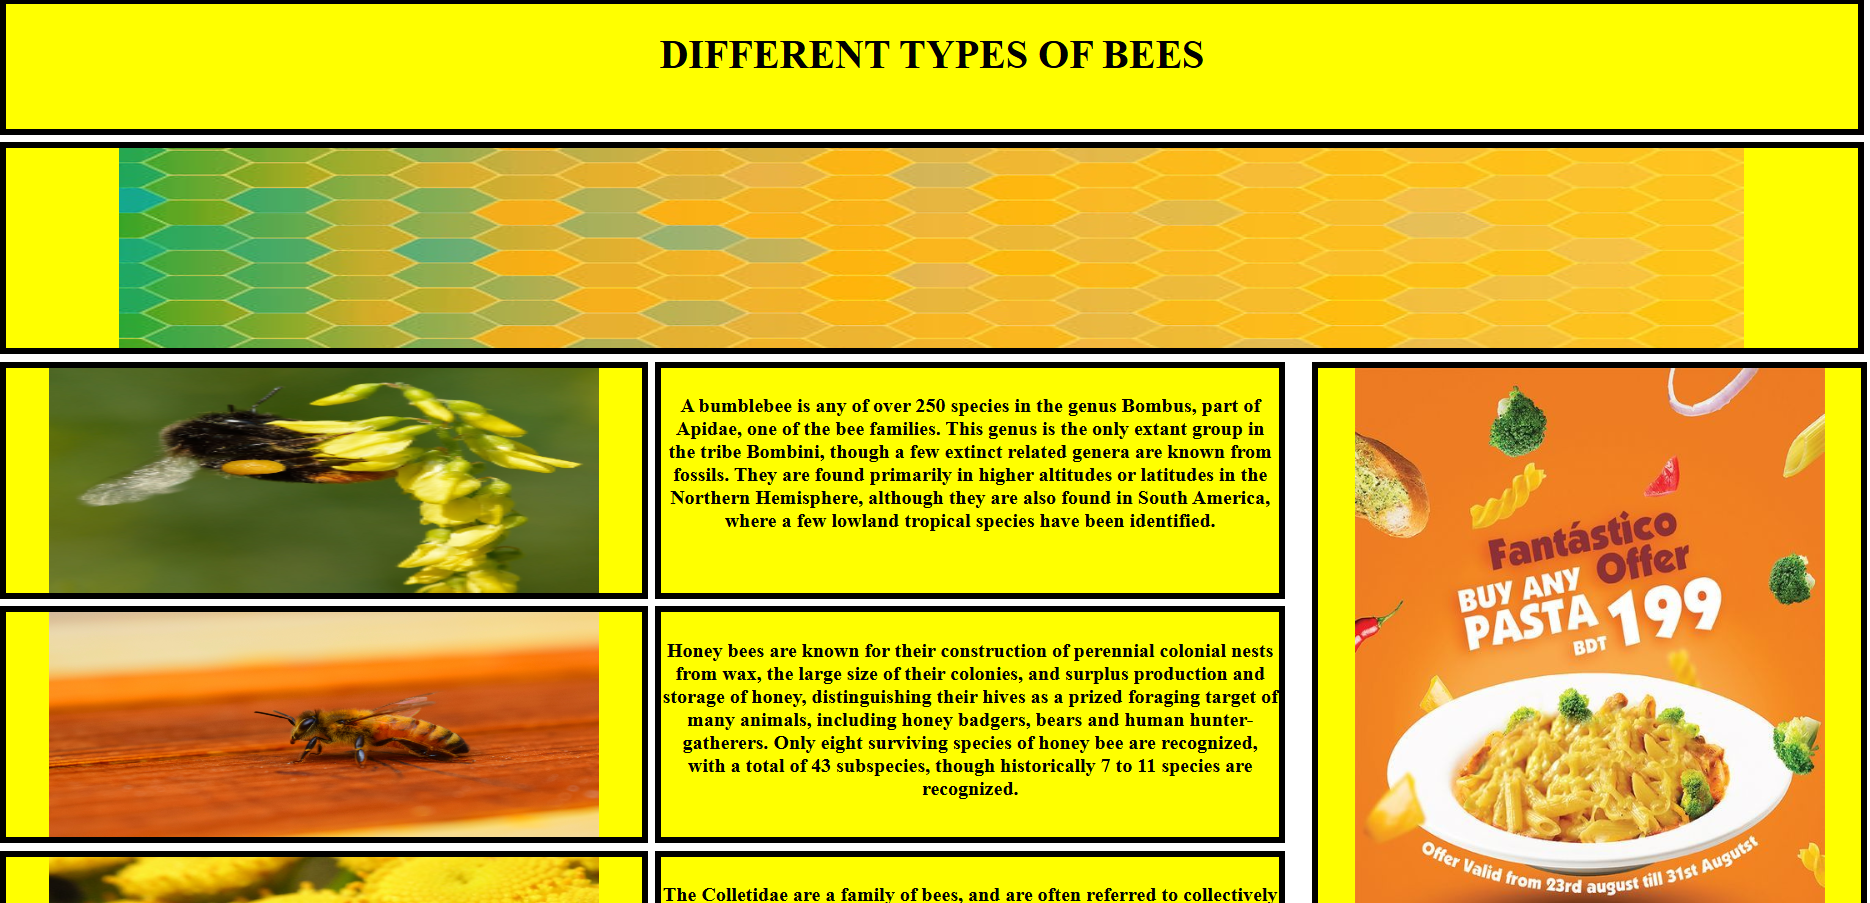 DIFFERENT TYPES OF BEES
A bumblebee is any of over 250 species in the genus Bombus, part of
Apidae, one of the bee families. This genus is the only extant group in
the tribe Bombini, though a few extinct related genera are known from
fossils. They are found primarily in higher altitudes or latitudes in the
Northern Hemisphere, although they are also found in South America,
where a few lowland tropical species have been identified.
Honey bees are known for their construction of perennial colonial nests
from wax, the large size of their colonies, and surplus production and
storage of honey, distinguishing their hives as a prized foraging target of
many animals, including honey badgers, bears and human hunter-
gatherers. Only eight surviving species of honey bee are recognized,
with a total of 43 subspecies, though historically 7 to 11 species are
recognized.
The Colletidae are a family of bees, and are often referred to collectively
Fantástico
Offer
BUY ANY
PASTA 199
BDT
Offer Valid from 23rd august till 31st Augutst